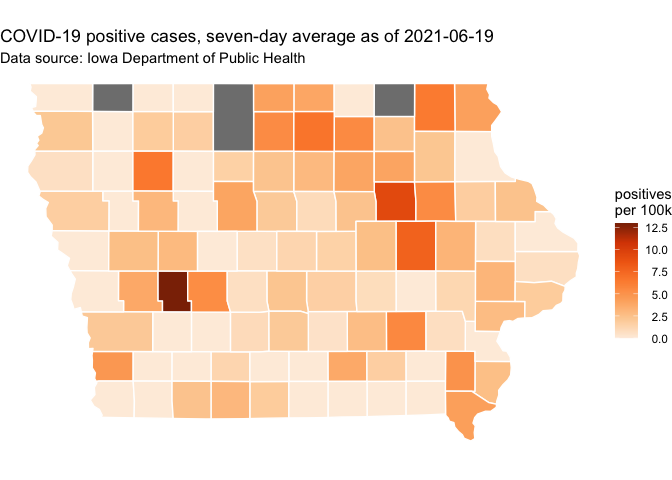 COVID-19 positive cases, seven-day average as of 2021-06-19
Data source: Iowa Department of Public Health
positives
per 100k
12.5
10.0
7.5
5.0
2.5
0.0